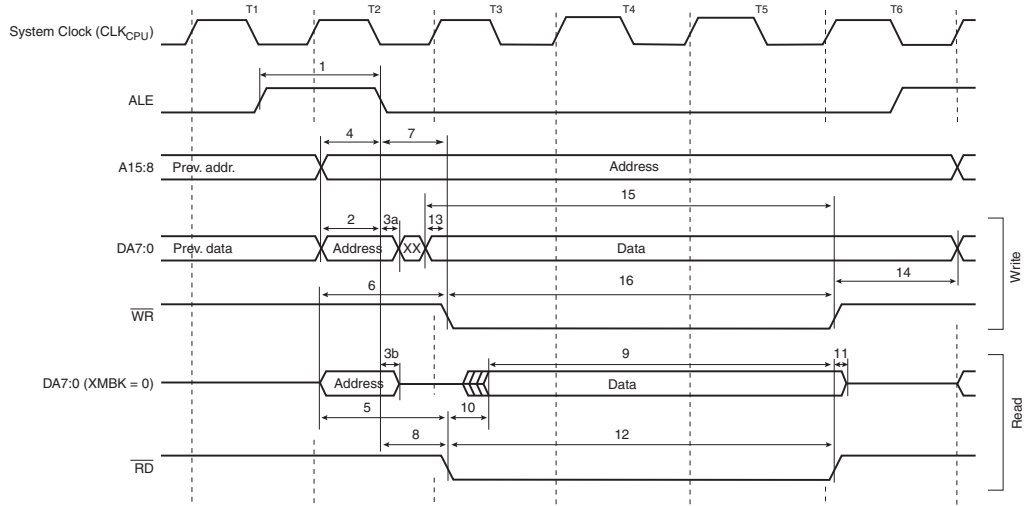 T1 T2 T3 T4 T5 T6
System Clock (CLKCPU)
1
ALE
4 7
A15:8 Prev. addr. Address
15
2 3a 13
DA7:0 Prev. data Address XX Data
14
6 16
WR
Write
3b 9 11
DA7:0 (XMBK = 0) Address Data
5 10
8 12
RD
Read